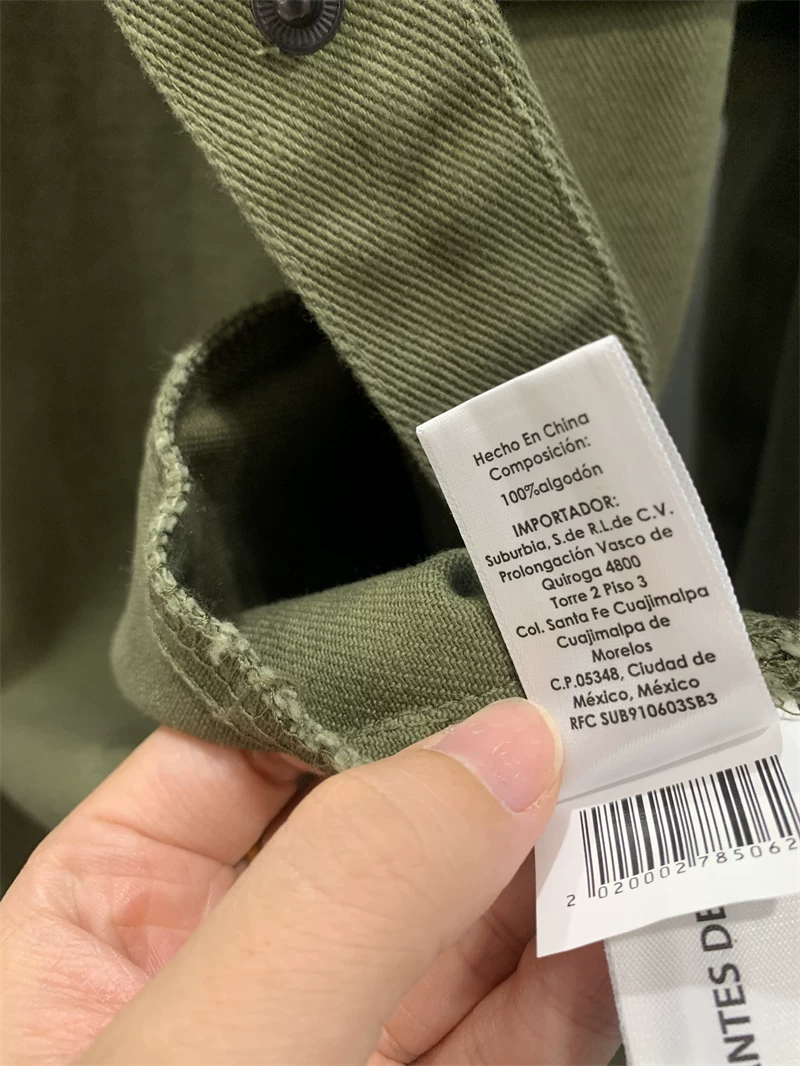 Hecho En China
Composición:
100%algodón
IMPORTADOR:
Suburbia, S.de R.L.de C.V.
Prolongación Vasco de
Quiroga 4800
Torre 2 Piso 3
Col. Santa Fe Cuajimalpa
Cuajimalpa de
Morelos
C.P.05348, Ciudad de
México, México
RFC SUB910603SB3
2 020002 785062